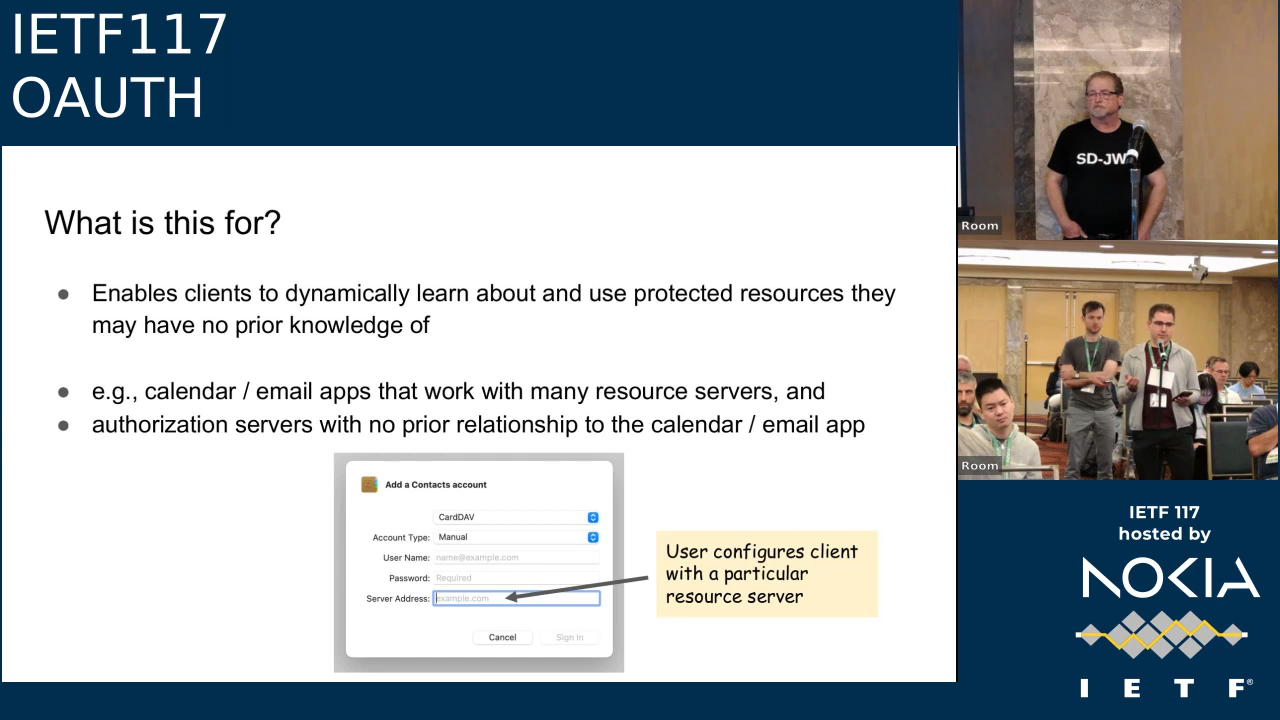 IETF117
OAUTH
What is this for?
● Enables clients to dynamically learn about and use protected resources they
may have no prior knowledge of
● e.g., calendar / email apps that work with many resource servers, and
● authorization servers with no prior relationship to the calendar / email app
Add a Contacts account
CardDAV
Account Type: Manual
User Name: name@example.com
Password: Required
Server Address: example.com
Cancel Sign In
User configures client
with a particular
resource server
SD-JW
Room
Room
IETF 117
hosted by
NOKIA
I E T F®